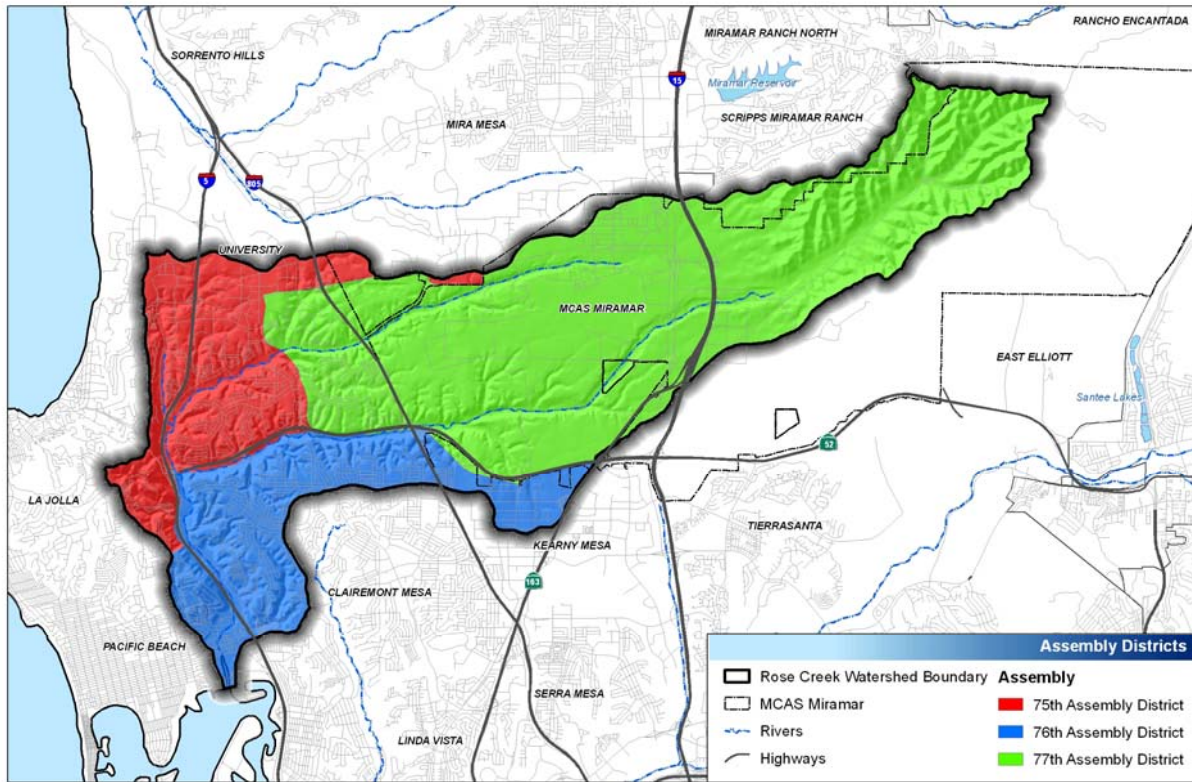 RANCHO ENCANTADA
MIRAMAR RANCH NORTH
SORRENTO HILLS
15
Miramar Reservoir
SCRIPPS MIRAMAR RANCH
MIRA MESA
5
805
UNIVERSITY
MCAS MIRAMAR
EAST ELLIOTT
Santee Lakes
52
LA JOLLA
TIERRASANTA
KEARNY MESA
163
CLAIREMONT MESA
PACIFIC BEACH
SERRA MESA
LINDA VISTA
Assembly Districts
Rose Creek Watershed Boundary
MCAS Miramar
Rivers
Highways
Assembly
75th Assembly District
76th Assembly District
77th Assembly District